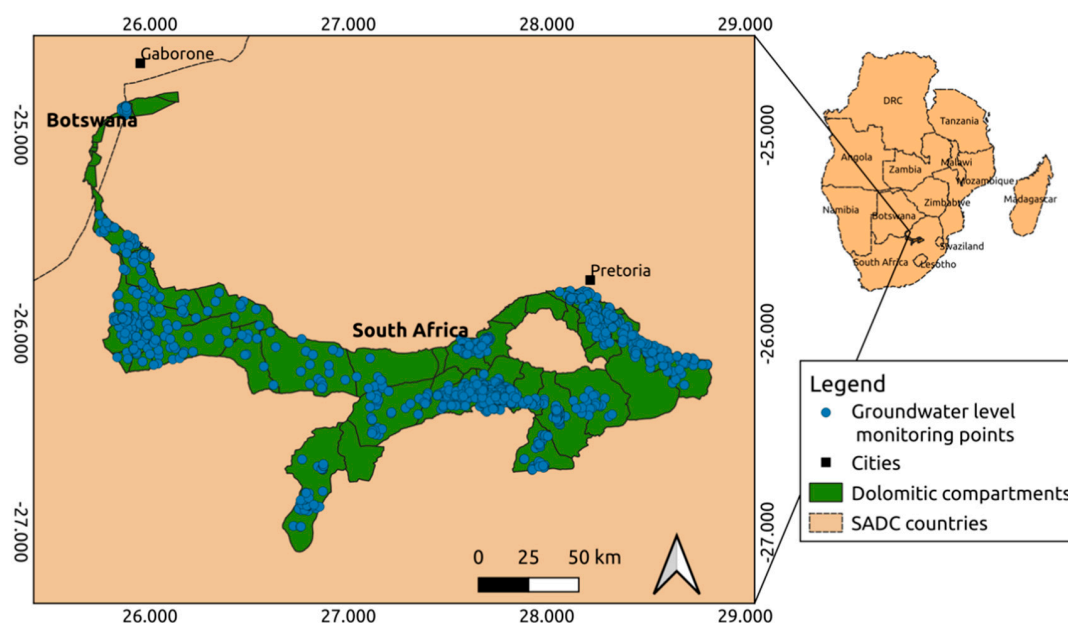 26.000
27.000
28.000
29.000
Gaborone
Botswana
-25.000
-25.000
Pretoria
South Africa
-26.000
-26.000
-27.000
-27.000
0 25 50 km
26.000
27.000
28.000
29.000
DRC
Tanzania
Angola
Malawi
Zambia
Mozambique
Madagascar
Zimbabwe
Namibia
Botswana
Swaziland
South Africa
Lesotho
Legend
Groundwater level
monitoring points
Cities
Dolomitic compartments
SADC countries